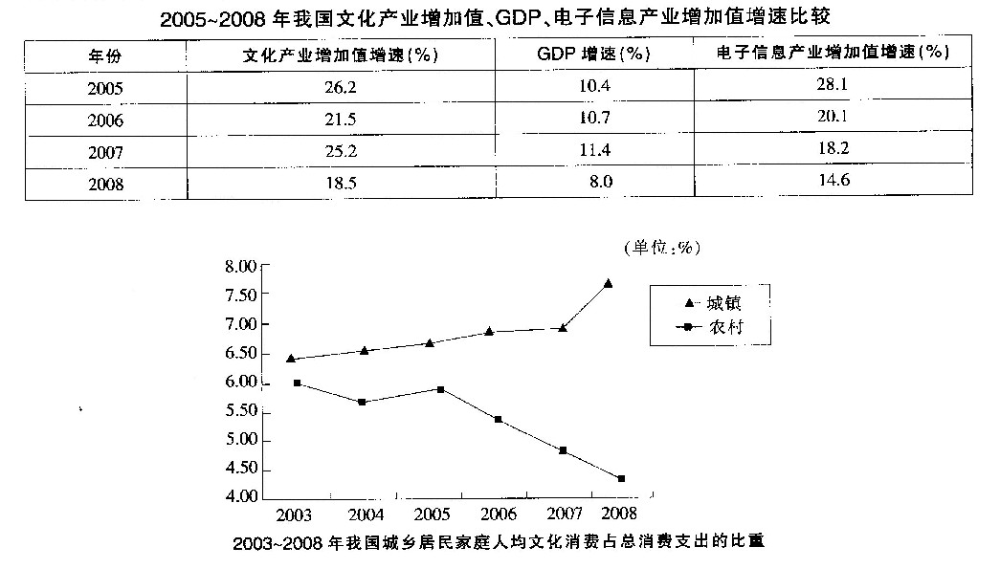 2005~2008 年我国文化产业增加值、GDP、电子信息产业增加值增速比较
年份 文化产业增加值增速(%) GDP 增速(%) 电子信息产业增加值增速(%)
2005 26.2 10.4 28.1
2006 21.5 10.7 20.1
2007 25.2 11.4 18.2
2008 18.5 8.0 14.6
(单位:%)
8.00
7.50
7.00
6.50
6.00
5.50
5.00
4.50
4.00
城镇
农村
2003 2004 2005 2006 2007 2008
2003~2008 年我国城乡居民家庭人均文化消费占总消费支出的比重